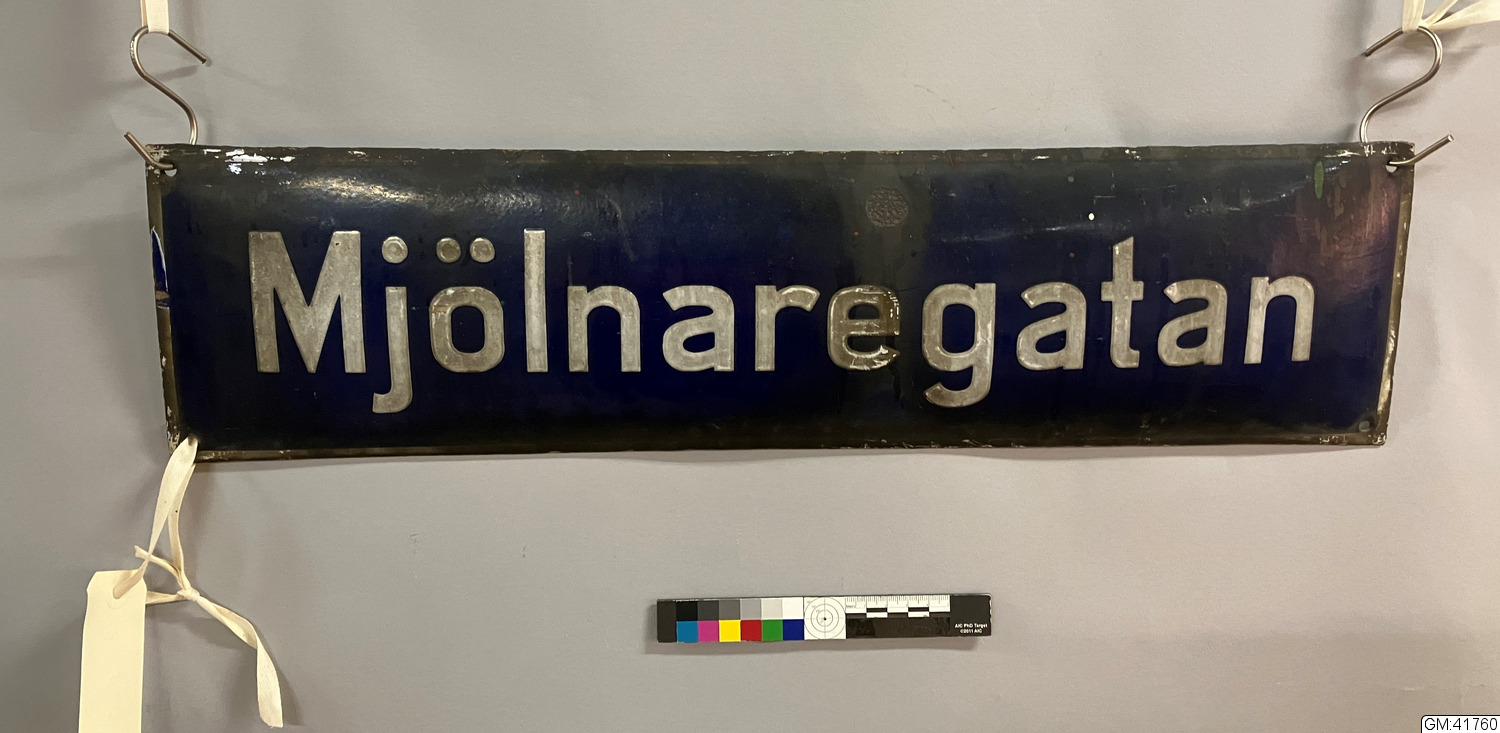 Mjölnaregatan
AIC PhD Target
©2011 AIC
GM:41760